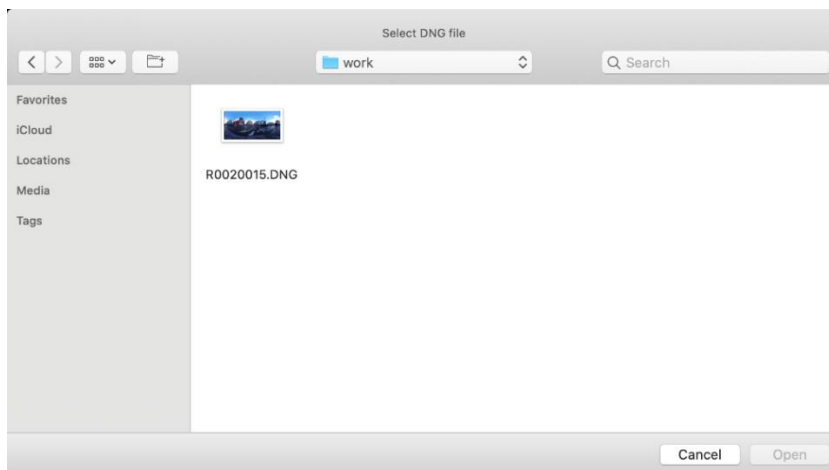 Select DNG file
work
Search
Favorites
iCloud
Locations
Media
Tags
R0020015.DNG
Cancel
Open